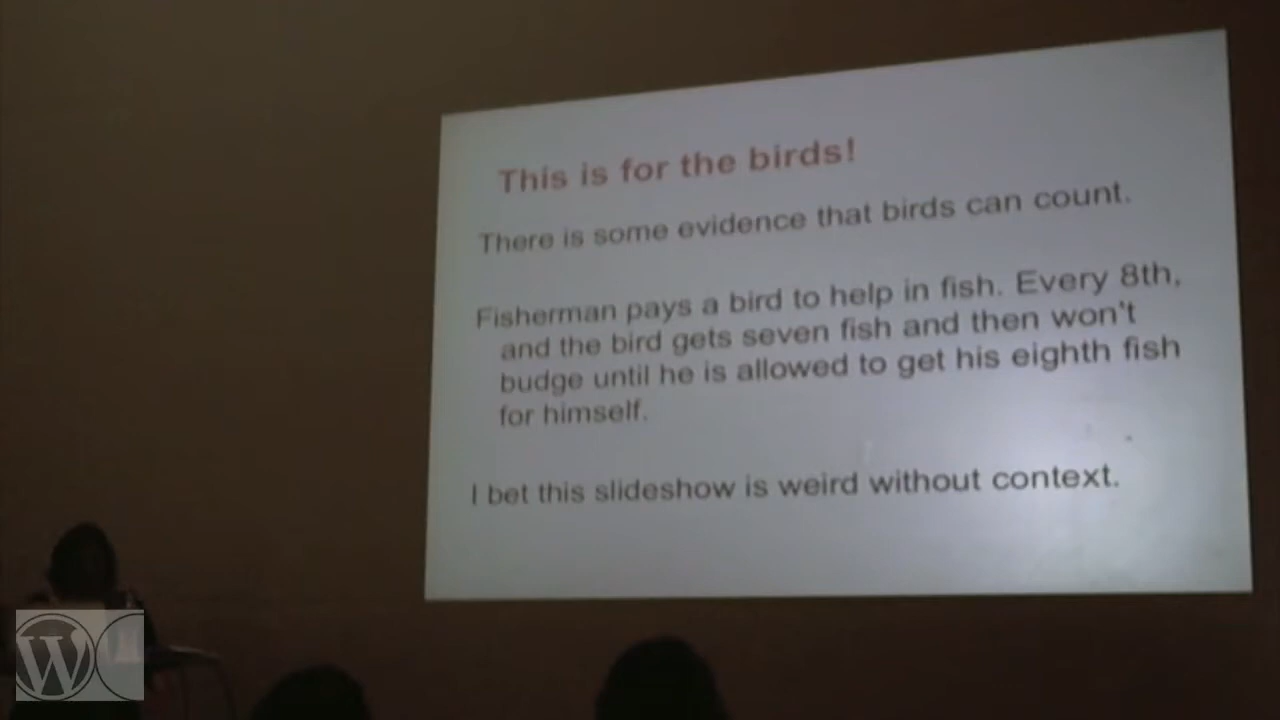 This is for the birds!
There is some evidence that birds can count.
Fisherman pays a bird to help in fish. Every 8th,
and the bird gets seven fish and then won't
budge until he is allowed to get his eighth fish
for himself.
I bet this slideshow is weird without context.
W